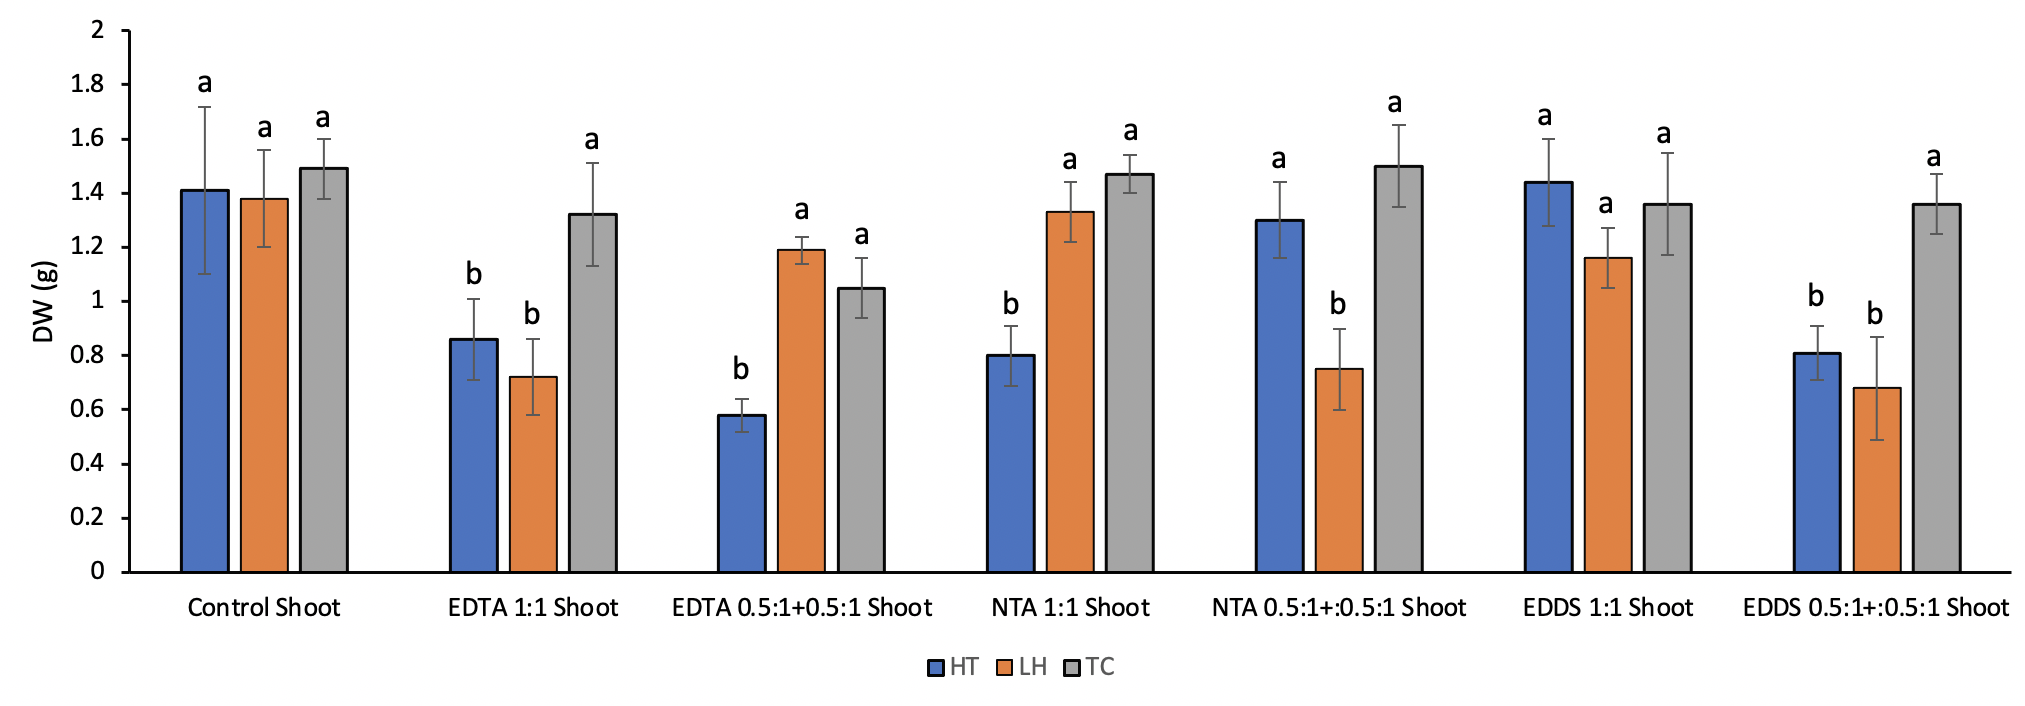 2
1.8
1.6
1.4
1.2
1
0.8
0.6
0.4
0.2
0
DW (g)
a a a
b b a
b a a
b a a
a b a
a a a
b b a
Control Shoot
EDTA 1:1 Shoot
EDTA 0.5:1+0.5:1 Shoot
NTA 1:1 Shoot
NTA 0.5:1+:0.5:1 Shoot
EDDS 1:1 Shoot
EDDS 0.5:1+:0.5:1 Shoot
HT LH TC